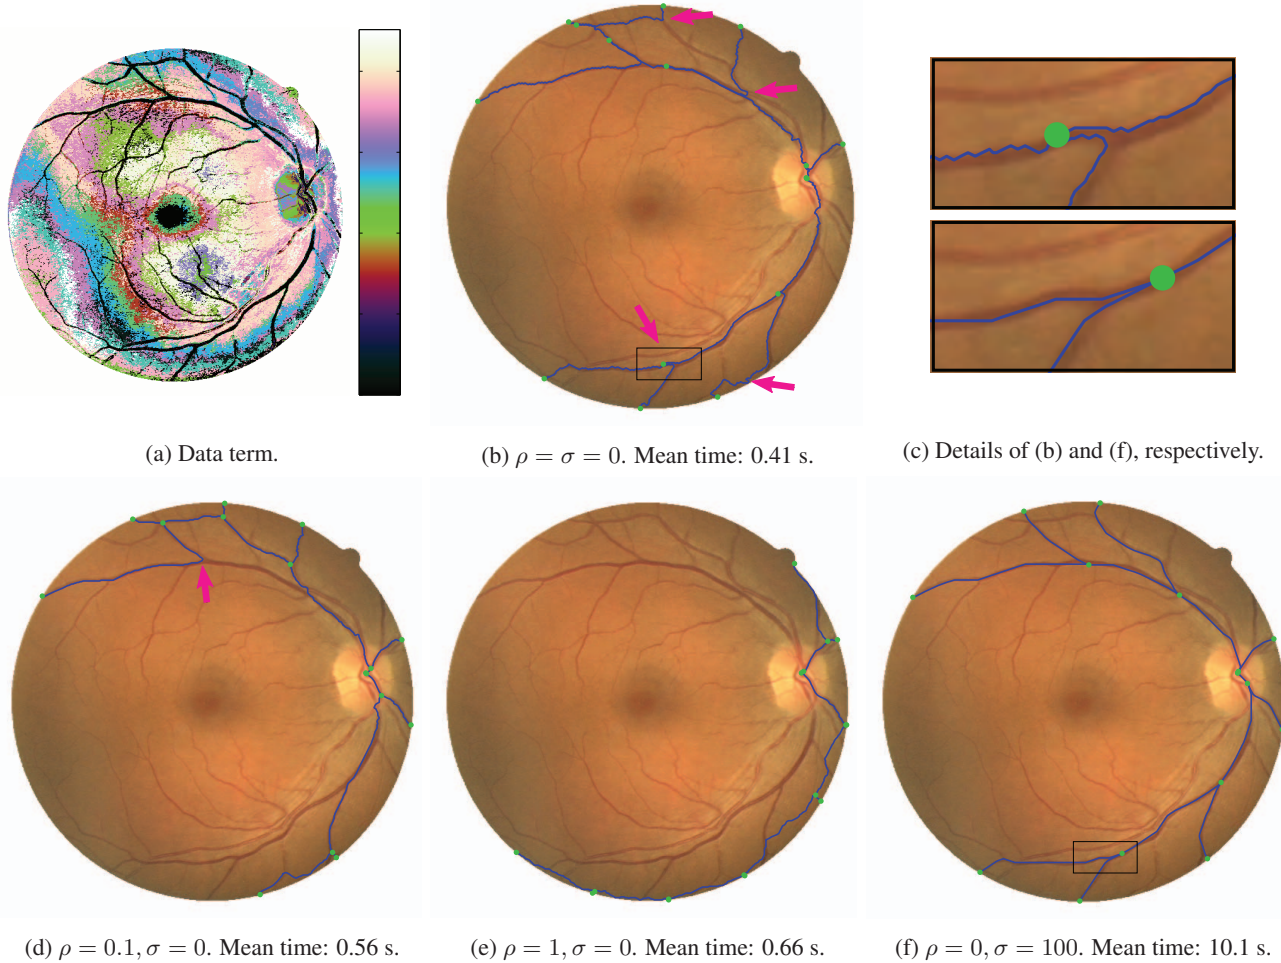 (a) Data term.
(b) ρ = σ = 0. Mean time: 0.41 s.
(c) Details of (b) and (f), respectively.
(d) ρ = 0.1, σ = 0. Mean time: 0.56 s.
(e) ρ = 1, σ = 0. Mean time: 0.66 s.
(f) ρ = 0, σ = 100. Mean time: 10.1 s.